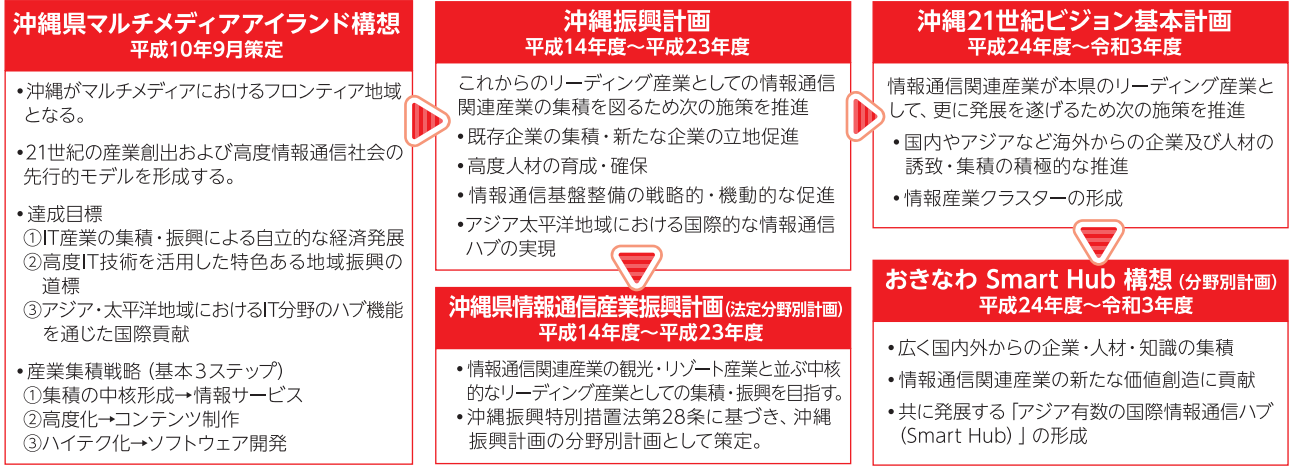 沖縄県マルチメディアアイランド構想
平成10年9月策定
•沖縄がマルチメディアにおけるフロンティア地域
となる。
•21世紀の産業創出および高度情報通信社会の
先行的モデルを形成する。
•達成目標
①IT産業の集積・振興による自立的な経済発展
②高度IT技術を活用した特色ある地域振興の
道標
③アジア・太平洋地域におけるIT分野のハブ機能
を通じた国際貢献
•産業集積戦略（基本３ステップ）
①集積の中核形成→情報サービス
②高度化→コンテンツ制作
③ハイテク化→ソフトウェア開発
沖縄振興計画
平成14年度～平成23年度
これからのリーディング産業としての情報通信
関連産業の集積を図るため次の施策を推進
•既存企業の集積・新たな企業の立地促進
•高度人材の育成・確保
•情報通信基盤整備の戦略的・機動的な促進
•アジア太平洋地域における国際的な情報通信
ハブの実現
沖縄県情報通信産業振興計画（法定分野別計画）
平成14年度～平成23年度
•情報通信関連産業の観光・リゾート産業と並ぶ中核
的なリーディング産業としての集積・振興を目指す。
•沖縄振興特別措置法第28条に基づき、沖縄
振興計画の分野別計画として策定。
沖縄21世紀ビジョン基本計画
平成24年度～令和3年度
情報通信関連産業が本県のリーディング産業と
して、更に発展を遂げるため次の施策を推進
•国内やアジアなど海外からの企業及び人材の
誘致・集積の積極的な推進
•情報産業クラスターの形成
おきなわ Smart Hub 構想（分野別計画）
平成24年度～令和3年度
•広く国内外からの企業・人材・知識の集積
•情報通信関連産業の新たな価値創造に貢献
•共に発展する「アジア有数の国際情報通信ハブ
（Smart Hub）」の形成